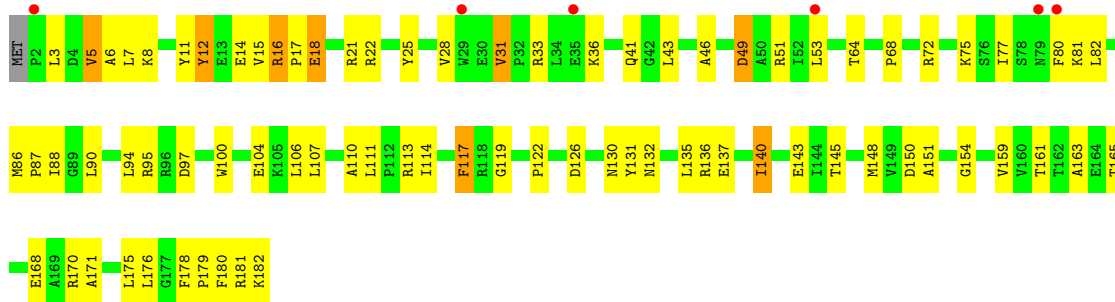 MET P2 L3 D4 V5 A6 L7 K8 Y11 Y12 E13 E14 V15 R16 P17 E18 R21 R22 Y25 V28 W29 E30 V31 P32 R33 L34 E35 K36 Q41 G42 L43 A46 D49 A50 R51 I52 L53 T64 P68 R72 K75 S76 I77 S78 N79 F80 K81 L82
M86 P87 I88 G89 L90 L94 R95 R96 D97 W100 E104 K105 L106 L107 A110 L111 P112 R113 I114 F117 R118 G119 P122 D126 N130 Y131 N132 L135 R136 E137 I140 E143 I144 T145 M148 V149 D150 A151 G154 V159 V160 T161 T162 A163 E164 T165
E168 A169 R170 A171 L175 L176 G177 F178 P179 F180 R181 K182